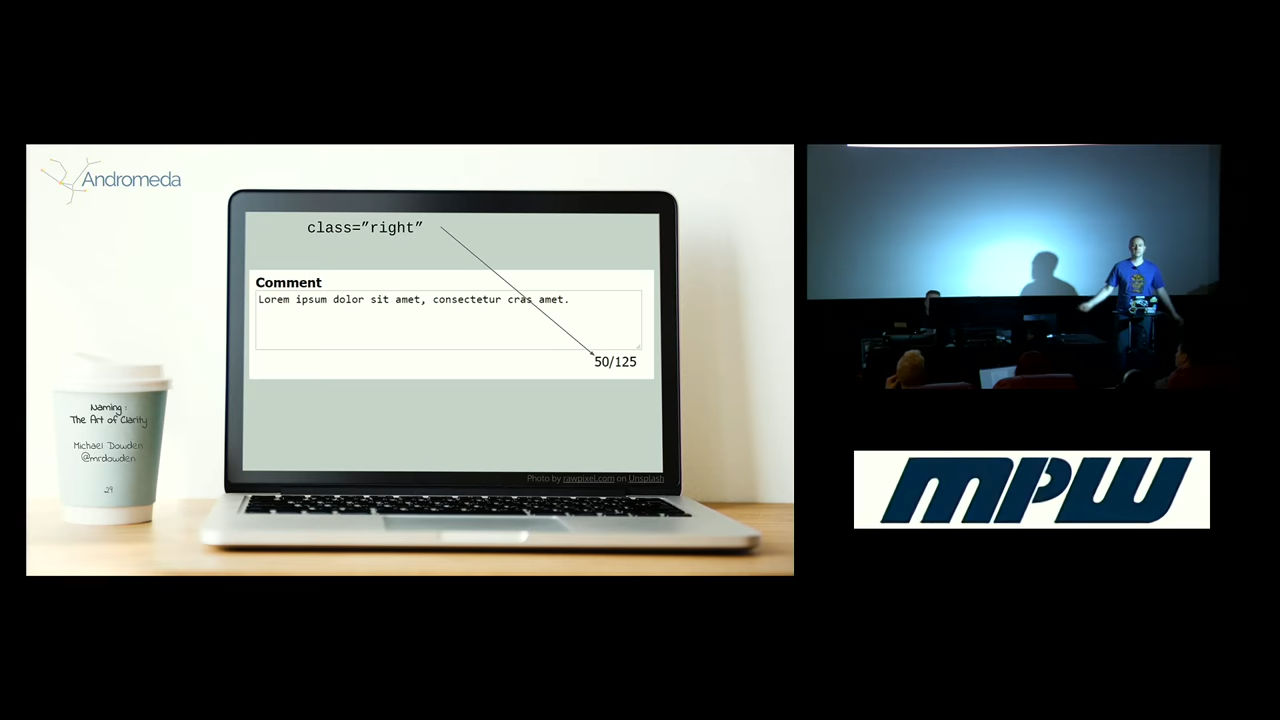 Andromeda
class=”right”
Comment
Lorem ipsum dolor sit amet, consectetur cras amet.
50/125
Naming:
The Art of Clarity
Michael Dowden
@mrdowden
29
Photo by rawpixel.com on Unsplash
MPW